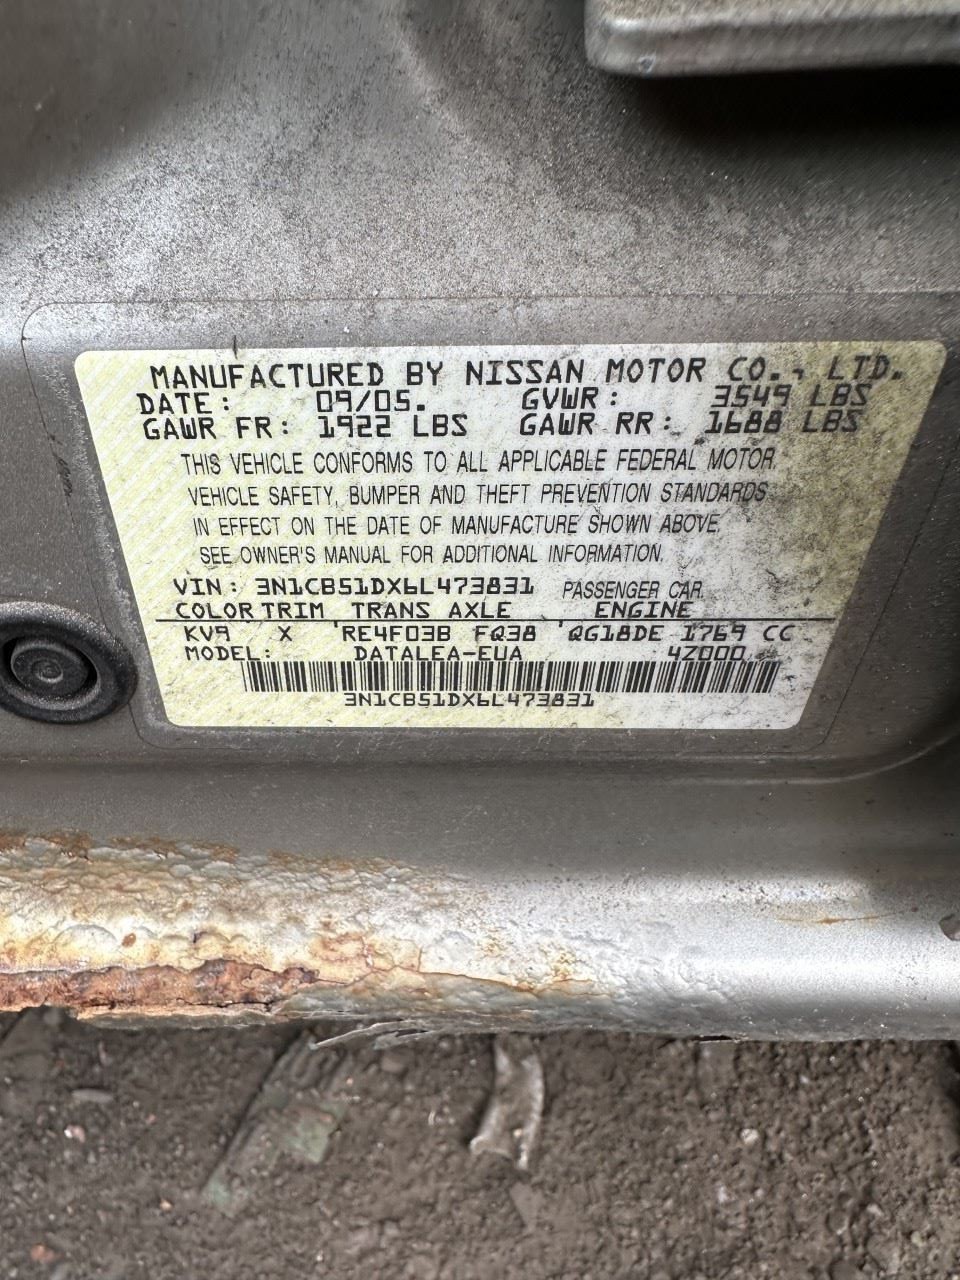 MANUFACTURED BY NISSAN MOTOR CO., LTD.
DATE: 09/05. GVWR: 3549 LBS
GAWR FR: 1922 LBS GAWR RR: 1688 LBS
THIS VEHICLE CONFORMS TO ALL APPLICABLE FEDERAL MOTOR
VEHICLE SAFETY, BUMPER AND THEFT PREVENTION STANDARDS
IN EFFECT ON THE DATE OF MANUFACTURE SHOWN ABOVE.
SEE OWNER'S MANUAL FOR ADDITIONAL INFORMATION.
VIN: 3N1CB51DX6L473831 PASSENGER CAR.
COLOR TRIM TRANS AXLE ENGINE
KV9 X RE4F03B FQ38 QG18DE 1769 CC
MODEL: DATALEA-EUA 4Z000
3N1CB51DX6L473831